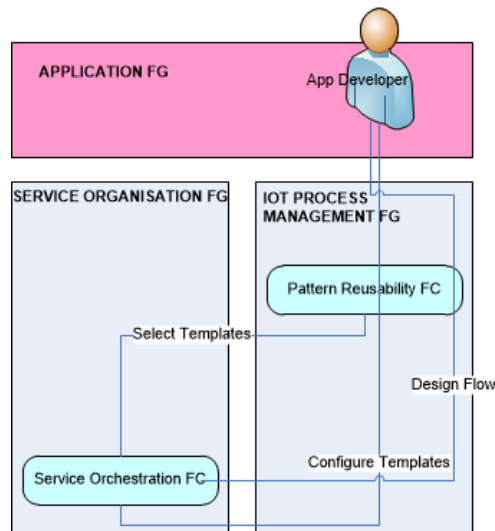 APPLICATION FG
App Developer
SERVICE ORGANISATION FG
IOT PROCESS
MANAGEMENT FG
Pattern Reusability FC
Select Templates
Design Flow
Configure Templates
Service Orchestration FC